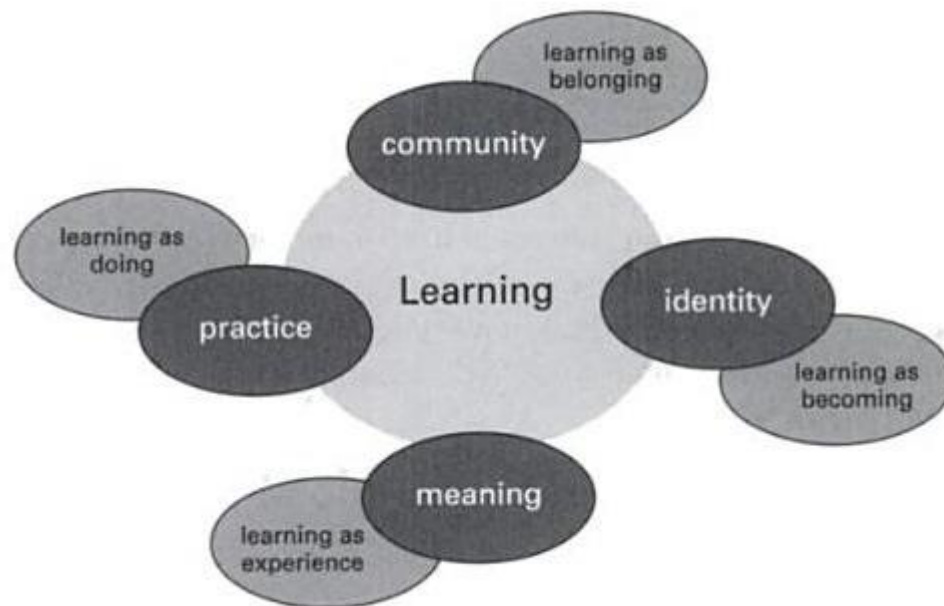 learning as
belonging
community
learning as
doing
practice
Learning
identity
learning as
becoming
meaning
learning as
experience